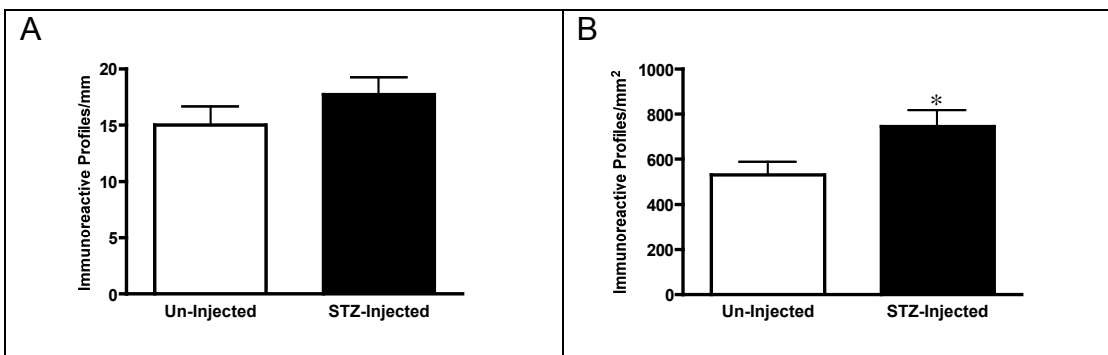 A
Immunoreactive Profiles/mm
20
15
10
5
0
Un-Injected
STZ-Injected
B
Immunoreactive Profiles/mm²
1000
800
600
400
200
0
*
Un-Injected
STZ-Injected